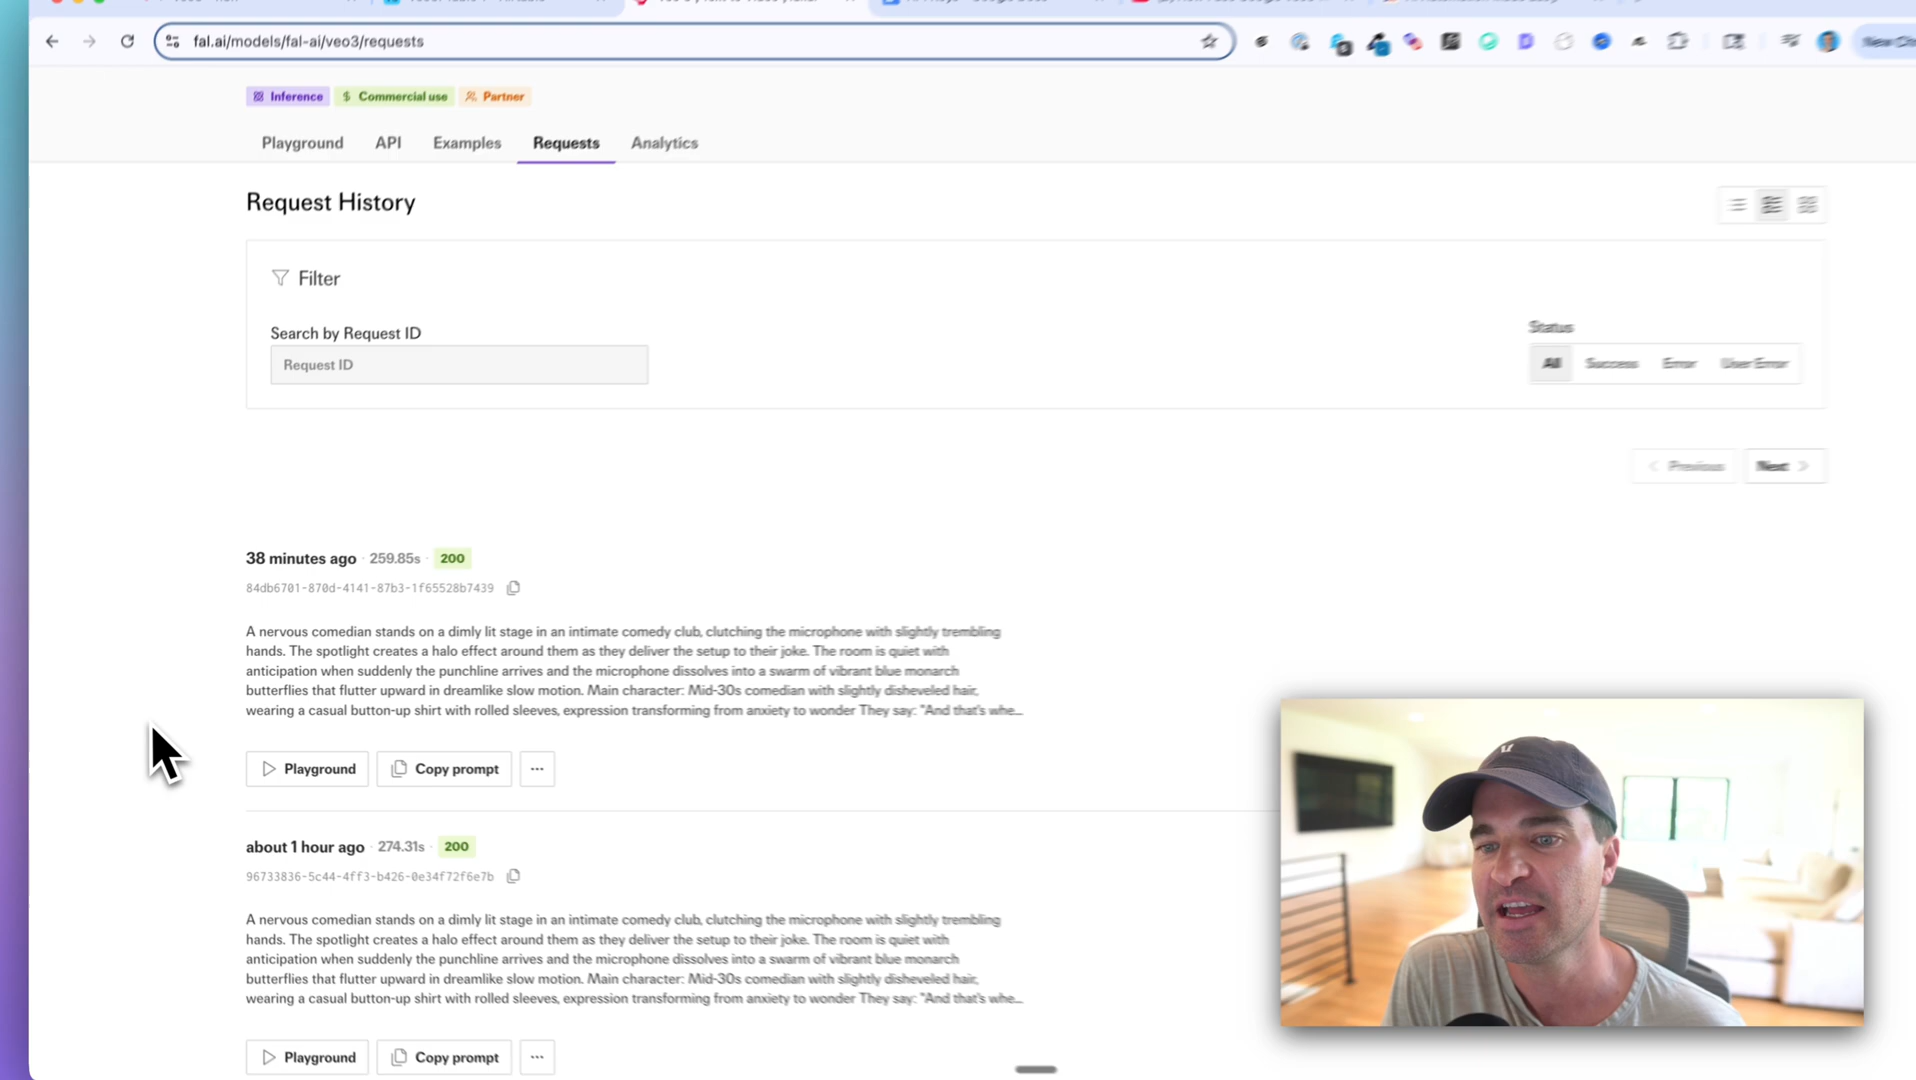 fal.ai/models/fal-ai/veo3/requests
Inference
$ Commercial use
Partner
Playground
API
Examples
Requests
Analytics
Request History
Filter
Search by Request ID
Request ID
Status
All
Success
Error
User Error
Previous
Next
38 minutes ago · 259.85s · 200
84db6701-870d-4141-87b3-1f65528b7439
A nervous comedian stands on a dimly lit stage in an intimate comedy club, clutching the microphone with slightly trembling
hands. The spotlight creates a halo effect around them as they deliver the setup to their joke. The room is quiet with
anticipation when suddenly the punchline arrives and the microphone dissolves into a swarm of vibrant blue monarch
butterflies that flutter upward in dreamlike slow motion. Main character: Mid-30s comedian with slightly disheveled hair,
wearing a casual button-up shirt with rolled sleeves, expression transforming from anxiety to wonder They say: "And that's whe...
Playground
Copy prompt
...
about 1 hour ago · 274.31s · 200
96733836-5c44-4ff3-b426-0e34f72f6e7b
A nervous comedian stands on a dimly lit stage in an intimate comedy club, clutching the microphone with slightly trembling
hands. The spotlight creates a halo effect around them as they deliver the setup to their joke. The room is quiet with
anticipation when suddenly the punchline arrives and the microphone dissolves into a swarm of vibrant blue monarch
butterflies that flutter upward in dreamlike slow motion. Main character: Mid-30s comedian with slightly disheveled hair,
wearing a casual button-up shirt with rolled sleeves, expression transforming from anxiety to wonder They say: "And that's whe...
Playground
Copy prompt
...